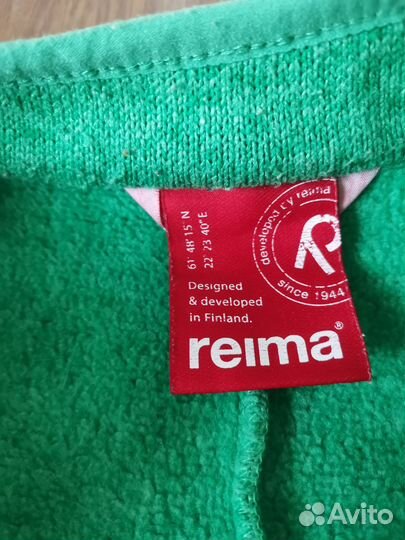 61° 48' 15" N
22° 23' 40" E
developed by reima
R
since 1944
Designed
& developed
in Finland.
reima®
Avito